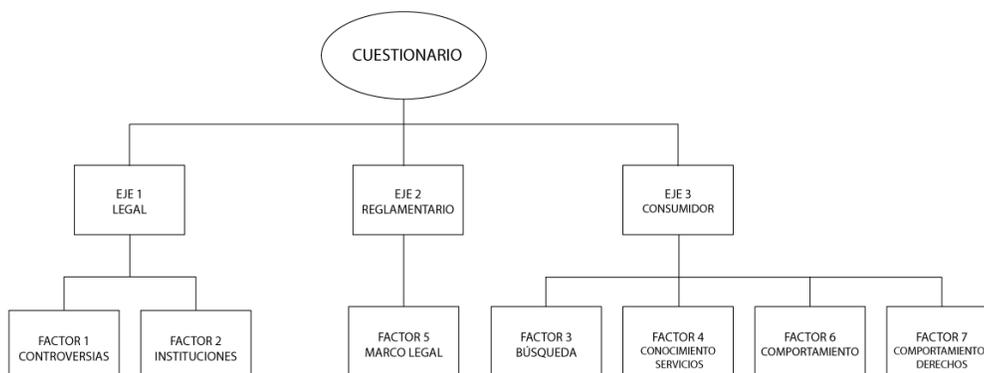 CUESTIONARIO
EJE 1
LEGAL
EJE 2
REGLAMENTARIO
EJE 3
CONSUMIDOR
FACTOR 1
CONTROVERSIAS
FACTOR 2
INSTITUCIONES
FACTOR 5
MARCO LEGAL
FACTOR 3
BÚSQUEDA
FACTOR 4
CONOCIMIENTO
SERVICIOS
FACTOR 6
COMPORTAMIENTO
FACTOR 7
COMPORTAMIENTO
DERECHOS